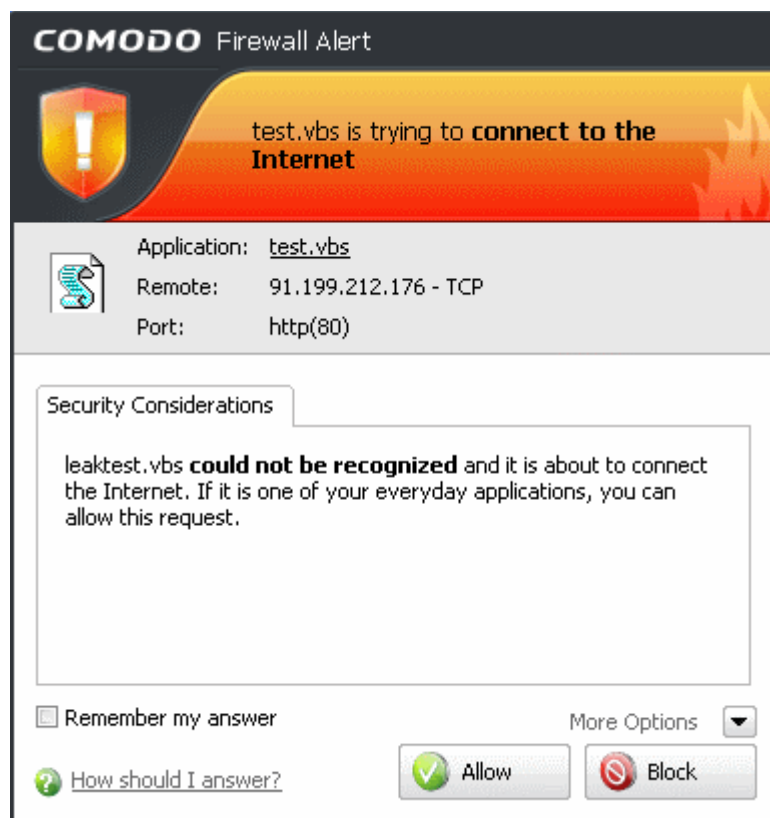 COMODO Firewall Alert
test.vbs is trying to connect to the
Internet
Application: test.vbs
Remote: 91.199.212.176 - TCP
Port: http(80)
Security Considerations
leaktest.vbs could not be recognized and it is about to connect
the Internet. If it is one of your everyday applications, you can
allow this request.
Remember my answer
More Options
How should I answer?
Allow
Block